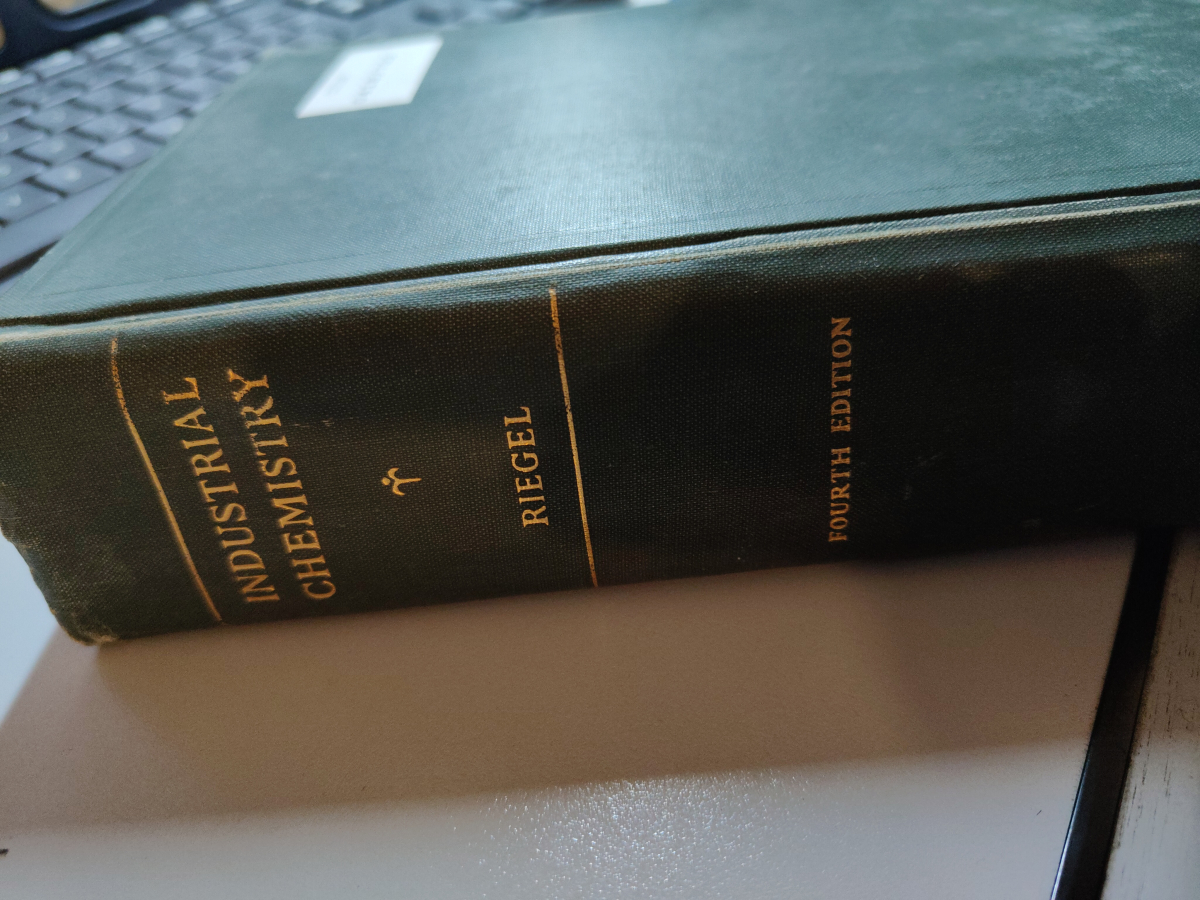 INDUSTRIAL
CHEMISTRY
RIEGEL
FOURTH EDITION